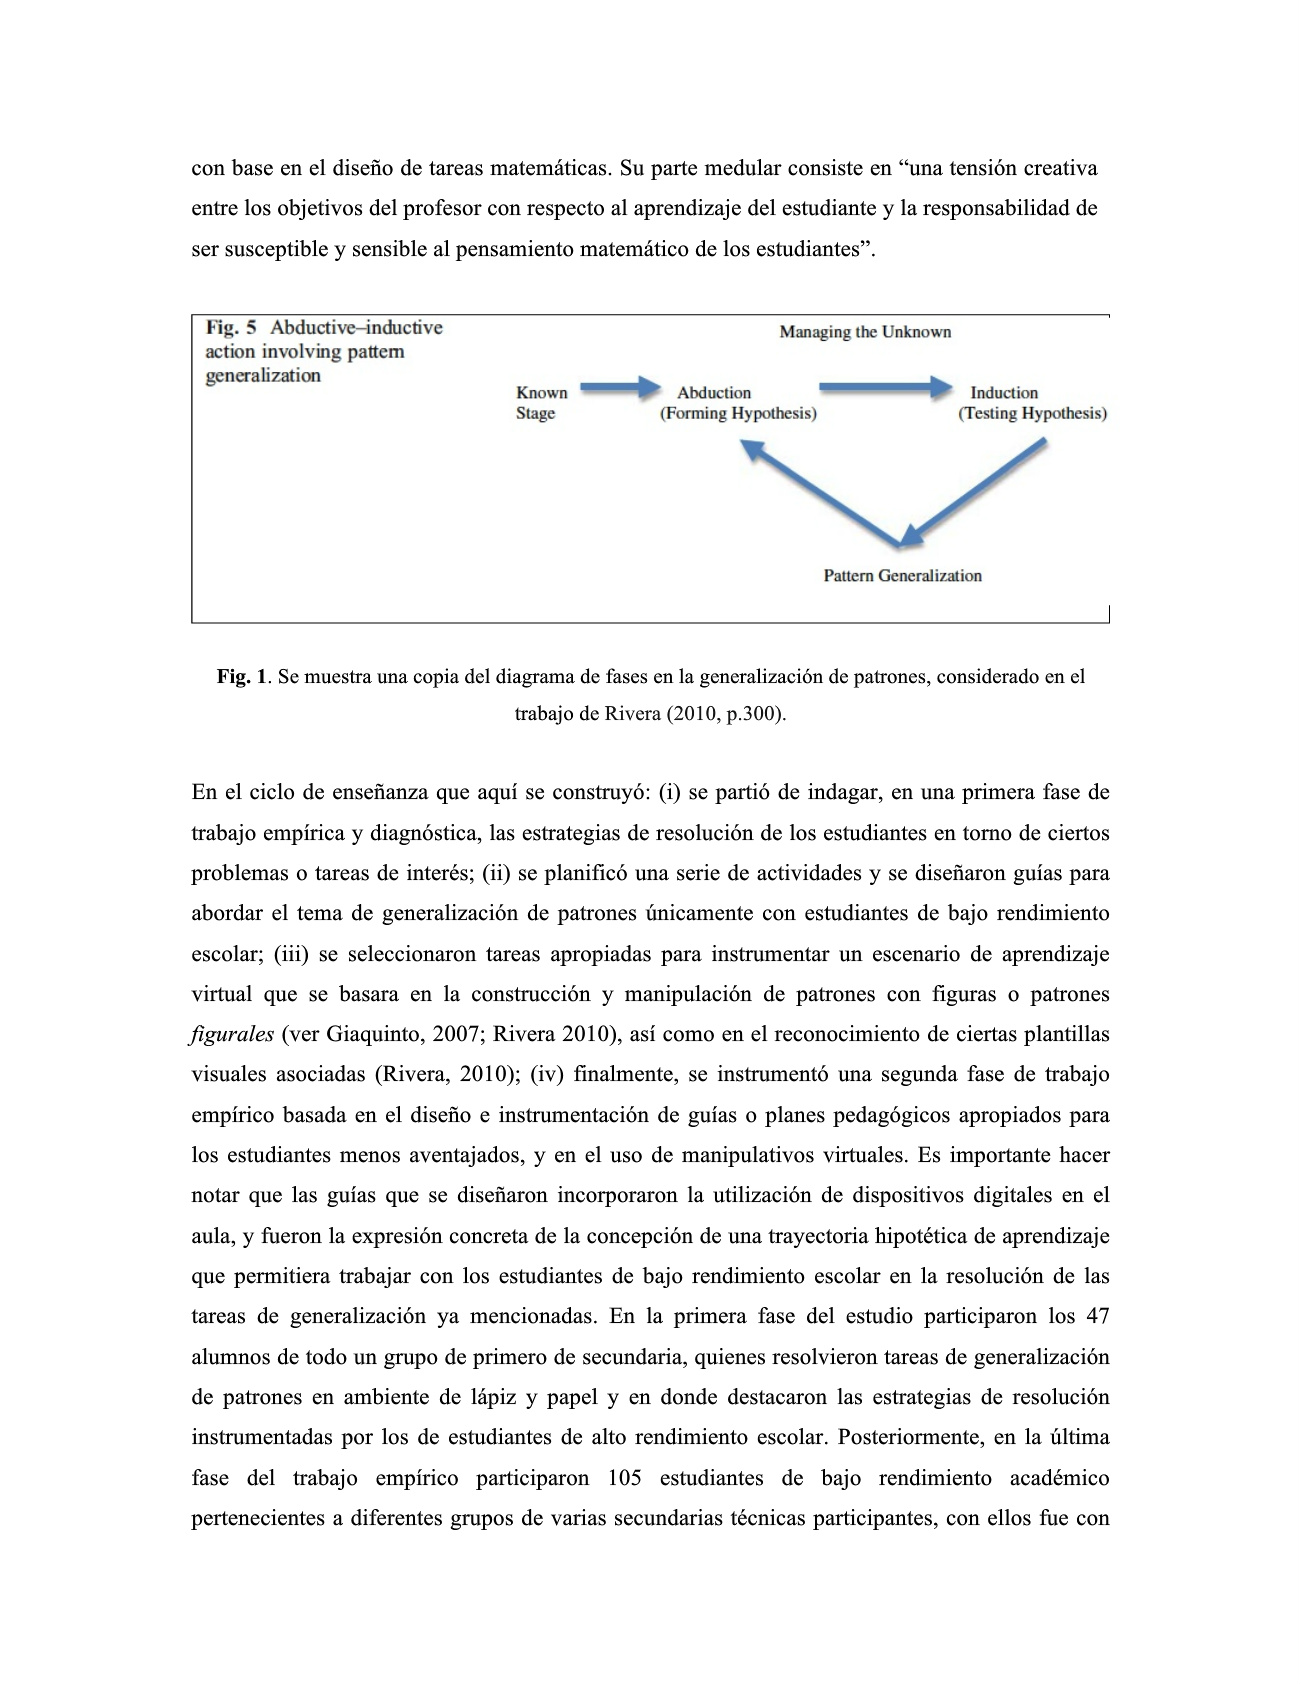 con base en el diseño de tareas matemáticas. Su parte medular consiste en “una tensión creativa
entre los objetivos del profesor con respecto al aprendizaje del estudiante y la responsabilidad de
ser susceptible y sensible al pensamiento matemático de los estudiantes”.
Fig. 5 Abductive–inductive
action involving pattern
generalization
Managing the Unknown
Known
Stage
Abduction
(Forming Hypothesis)
Induction
(Testing Hypothesis)
Pattern Generalization
Fig. 1. Se muestra una copia del diagrama de fases en la generalización de patrones, considerado en el
trabajo de Rivera (2010, p.300).
En el ciclo de enseñanza que aquí se construyó: (i) se partió de indagar, en una primera fase de
trabajo empírica y diagnóstica, las estrategias de resolución de los estudiantes en torno de ciertos
problemas o tareas de interés; (ii) se planificó una serie de actividades y se diseñaron guías para
abordar el tema de generalización de patrones únicamente con estudiantes de bajo rendimiento
escolar; (iii) se seleccionaron tareas apropiadas para instrumentar un escenario de aprendizaje
virtual que se basara en la construcción y manipulación de patrones con figuras o patrones
figurales (ver Giaquinto, 2007; Rivera 2010), así como en el reconocimiento de ciertas plantillas
visuales asociadas (Rivera, 2010); (iv) finalmente, se instrumentó una segunda fase de trabajo
empírico basada en el diseño e instrumentación de guías o planes pedagógicos apropiados para
los estudiantes menos aventajados, y en el uso de manipulativos virtuales. Es importante hacer
notar que las guías que se diseñaron incorporaron la utilización de dispositivos digitales en el
aula, y fueron la expresión concreta de la concepción de una trayectoria hipotética de aprendizaje
que permitiera trabajar con los estudiantes de bajo rendimiento escolar en la resolución de las
tareas de generalización ya mencionadas. En la primera fase del estudio participaron los 47
alumnos de todo un grupo de primero de secundaria, quienes resolvieron tareas de generalización
de patrones en ambiente de lápiz y papel y en donde destacaron las estrategias de resolución
instrumentadas por los de estudiantes de alto rendimiento escolar. Posteriormente, en la última
fase del trabajo empírico participaron 105 estudiantes de bajo rendimiento académico
pertenecientes a diferentes grupos de varias secundarias técnicas participantes, con ellos fue con